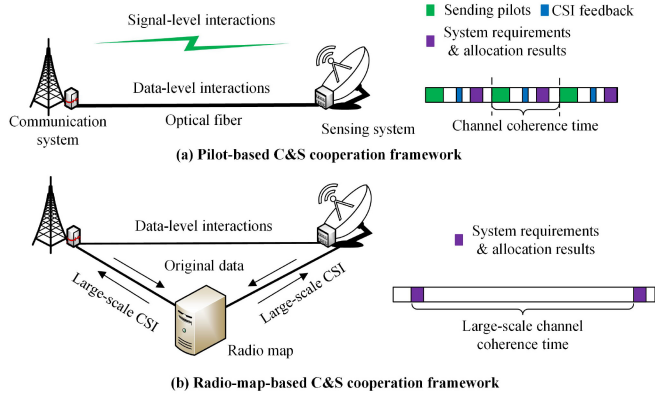 Signal-level interactions
Sending pilots
CSI feedback
System requirements
& allocation results
Data-level interactions
Optical fiber
Communication
system
Sensing system
Channel coherence time
(a) Pilot-based C&S cooperation framework
Data-level interactions
Original data
Large-scale CSI
Large-scale CSI
Radio map
System requirements
& allocation results
Large-scale channel
coherence time
(b) Radio-map-based C&S cooperation framework